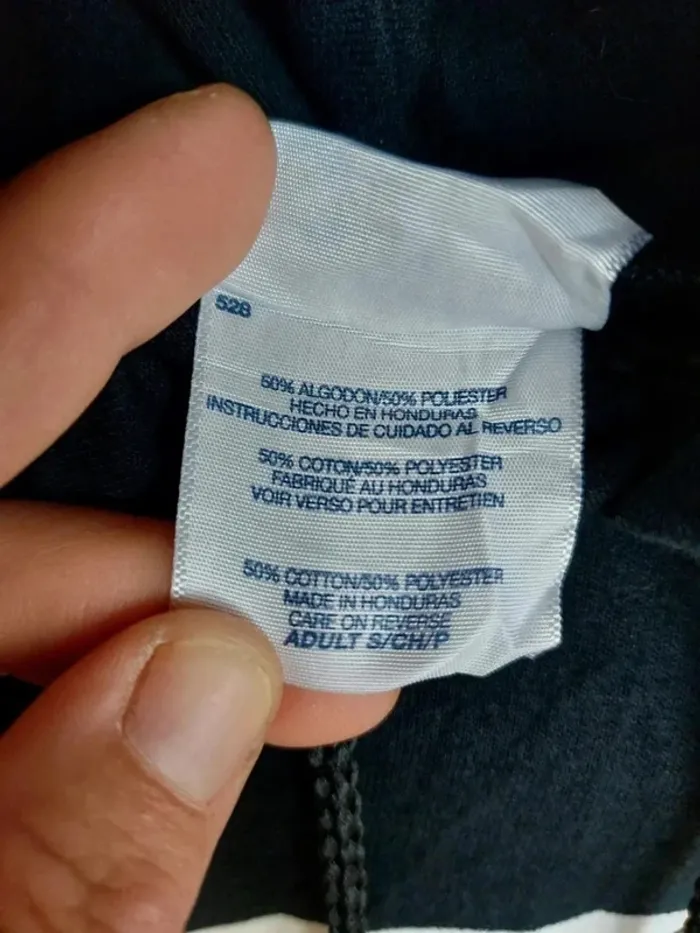 528
50% ALGODON/50% POLIESTER
HECHO EN HONDURAS
INSTRUCCIONES DE CUIDADO AL REVERSO
50% COTON/50% POLYESTER
FABRIQUÉ AU HONDURAS
VOIR VERSO POUR ENTRETIEN
50% COTTON/50% POLYESTER
MADE IN HONDURAS
CARE ON REVERSE
ADULT S/CH/P